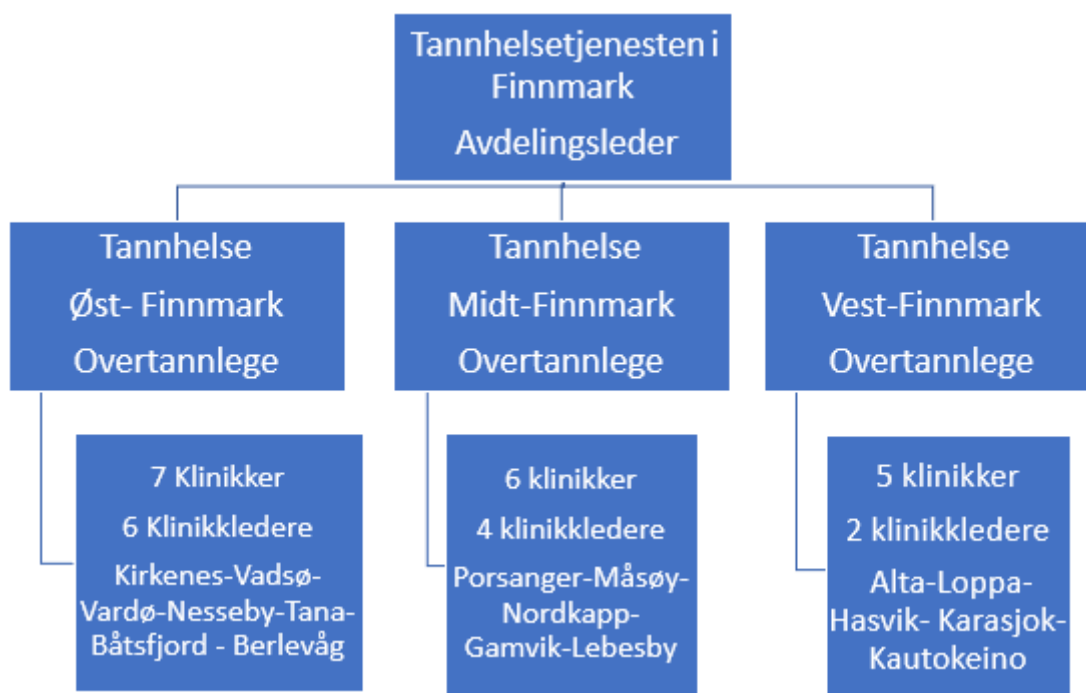 Tannhelsetjenesten i
Finnmark
Avdelingsleder
Tannhelse
Øst- Finnmark
Overtannlege
Tannhelse
Midt-Finnmark
Overtannlege
Tannhelse
Vest-Finnmark
Overtannlege
7 Klinikker
6 Klinikkledere
Kirkenes-Vadsø-
Vardø-Nesseby-Tana-
Båtsfjord - Berlevåg
6 klinikker
4 klinikkledere
Porsanger-Måsøy-
Nordkapp-
Gamvik-Lebesby
5 klinikker
2 klinikkledere
Alta-Loppa-
Hasvik- Karasjok-
Kautokeino